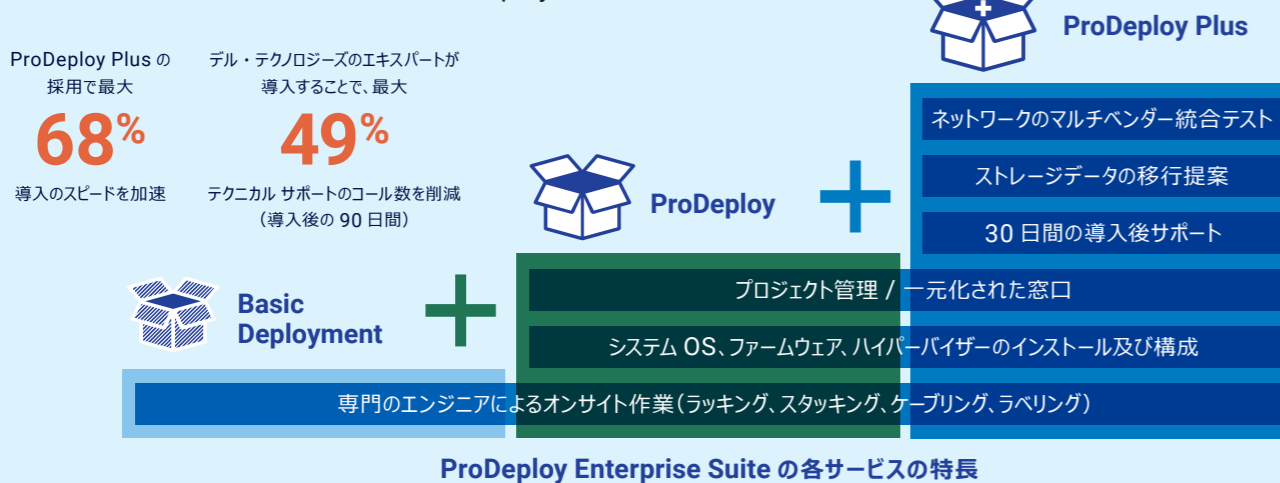 ProDeploy Plus の
採用で最大
68%
導入のスピードを加速
デル・テクノロジーズのエキスパートが
導入することで、最大
49%
テクニカル サポートのコール数を削減
（導入後の 90 日間）
ProDeploy Plus
ネットワークのマルチベンダー統合テスト
ストレージデータの移行提案
30 日間の導入後サポート
ProDeploy
プロジェクト管理 / 一元化された窓口
システム OS、ファームウェア、ハイパーバイザーのインストール及び構成
Basic
Deployment
専門のエンジニアによるオンサイト作業（ラッキング、スタッキング、ケーブリング、ラベリング）
ProDeploy Enterprise Suite の各サービスの特長